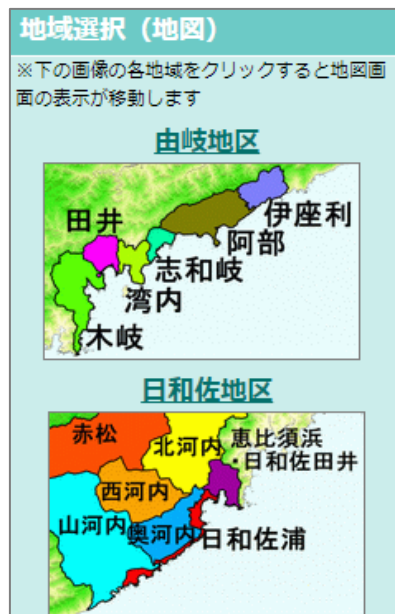 地域選択（地図）
※下の画像の各地域をクリックすると地図画
面の表示が移動します
由岐地区
伊座利
田井
阿部
志和岐
湾内
木岐
日和佐地区
赤松
北河内
恵比須浜
・日和佐田井
西河内
山河内
奥河内
日和佐浦